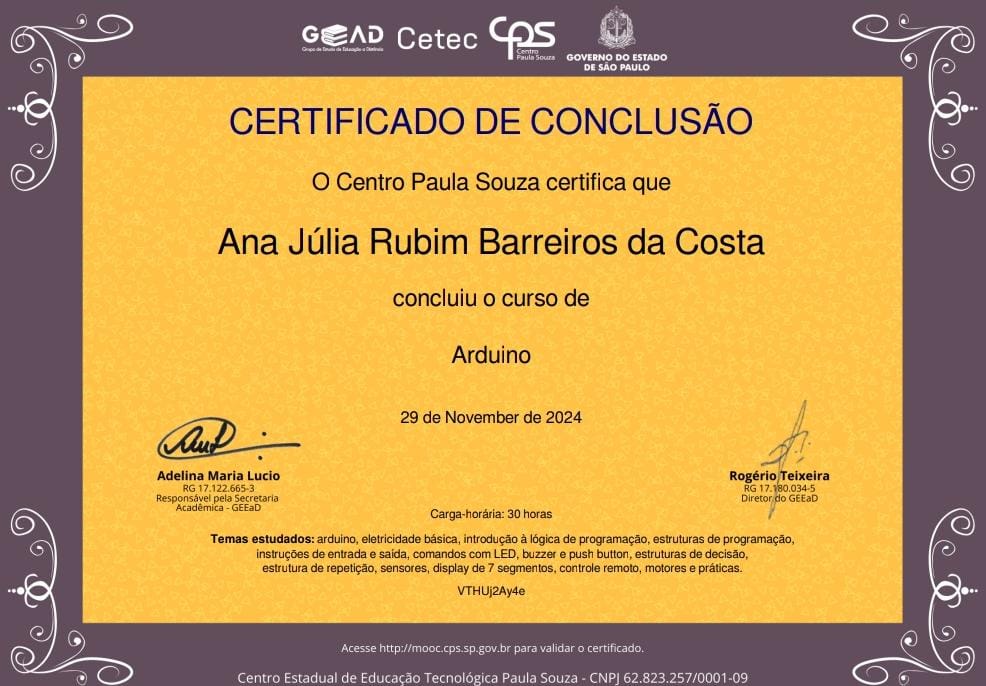 GEAD
Grupo de Estudo de Educação a Distância
Cetec
CPS
Centro
Paula Souza
GOVERNO DO ESTADO
DE SÃO PAULO
CERTIFICADO DE CONCLUSÃO
O Centro Paula Souza certifica que
Ana Júlia Rubim Barreiros da Costa
concluiu o curso de
Arduino
29 de November de 2024
Adelina Maria Lucio
RG 17.122.665-3
Responsável pela Secretaria
Acadêmica - GEEaD
Rogério Teixeira
RG 17.180.034-5
Diretor do GEEaD
Carga-horária: 30 horas
Temas estudados: arduino, eletricidade básica, introdução à lógica de programação, estruturas de programação,
instruções de entrada e saída, comandos com LED, buzzer e push button, estruturas de decisão,
estrutura de repetição, sensores, display de 7 segmentos, controle remoto, motores e práticas.
VTHUj2Ay4e
Acesse http://mooc.cps.sp.gov.br para validar o certificado.
Centro Estadual de Educação Tecnológica Paula Souza - CNPJ 62.823.257/0001-09